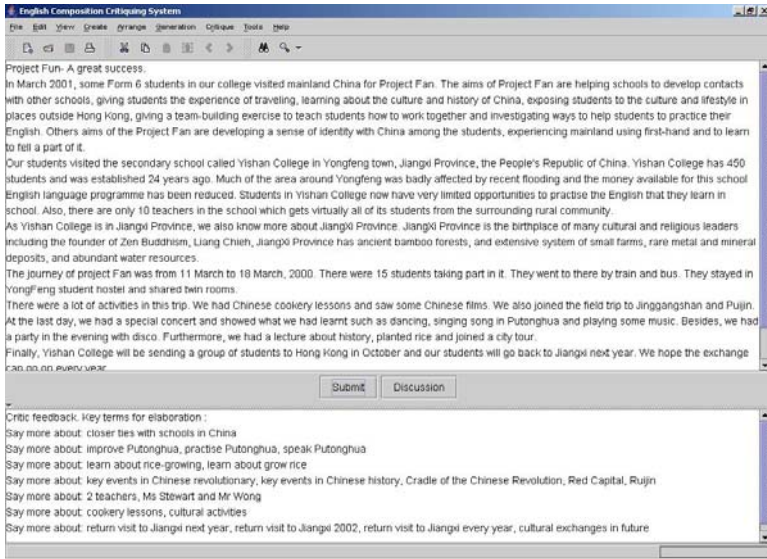 English Composition Critiquing System
File Edit View Create Arrange Generation Critique Tools Help
Project Fun- A great success.
In March 2001, some Form 6 students in our college visited mainland China for Project Fan. The aims of Project Fan are helping schools to develop contacts
with other schools, giving students the experience of traveling, learning about the culture and history of China, exposing students to the culture and lifestyle in
places outside Hong Kong, giving a team-building exercise to teach students how to work together and investigating ways to help students to practice their
English. Others aims of the Project Fan are developing a sense of identity with China among the students, experiencing mainland using first-hand and to learn
to fell a part of it.
Our students visited the secondary school called Yishan College in Yongfeng town, Jiangxi Province, the People's Republic of China. Yishan College has 450
students and was established 24 years ago. Much of the area around Yongfeng was badly affected by recent flooding and the money available for this school
English language programme has been reduced. Students in Yishan College now have very limited opportunities to practise the English that they learn in
school. Also, there are only 10 teachers in the school which gets virtually all of its students from the surrounding rural community.
As Yishan College is in Jiangxi Province, we also know more about JiangXi Province. JiangXi Province is the birthplace of many cultural and religious leaders
including the founder of Zen Buddhism, Liang Chieh, JiangXi Province has ancient bamboo forests, and extensive system of small farms, rare metal and mineral
deposits, and abundant water resources.
The journey of project Fan was from 11 March to 18 March, 2000. There were 15 students taking part in it. They went to there by train and bus. They stayed in
YongFeng student hostel and shared twin rooms.
There were a lot of activities in this trip. We had Chinese cookery lessons and saw some Chinese films. We also joined the field trip to Jinggangshan and Puijin.
At the last day, we had a special concert and showed what we had learnt such as dancing, singing song in Putonghua and playing some music. Besides, we had
a party in the evening with disco. Furthermore, we had a lecture about history, planted rice and joined a city tour.
Finally, Yishan College will be sending a group of students to Hong Kong in October and our students will go back to Jiangxi next year. We hope the exchange
can go on every year
Submit Discussion
Critic feedback. Key terms for elaboration :
Say more about: closer ties with schools in China
Say more about: improve Putonghua, practise Putonghua, speak Putonghua
Say more about: learn about rice-growing, learn about grow rice
Say more about: key events in Chinese revolutionary, key events in Chinese history, Cradle of the Chinese Revolution, Red Capital, Ruijin
Say more about: 2 teachers, Ms Stewart and Mr Wong
Say more about: cookery lessons, cultural activities
Say more about: return visit to Jiangxi next year, return visit to Jiangxi 2002, return visit to Jiangxi every year, cultural exchanges in future